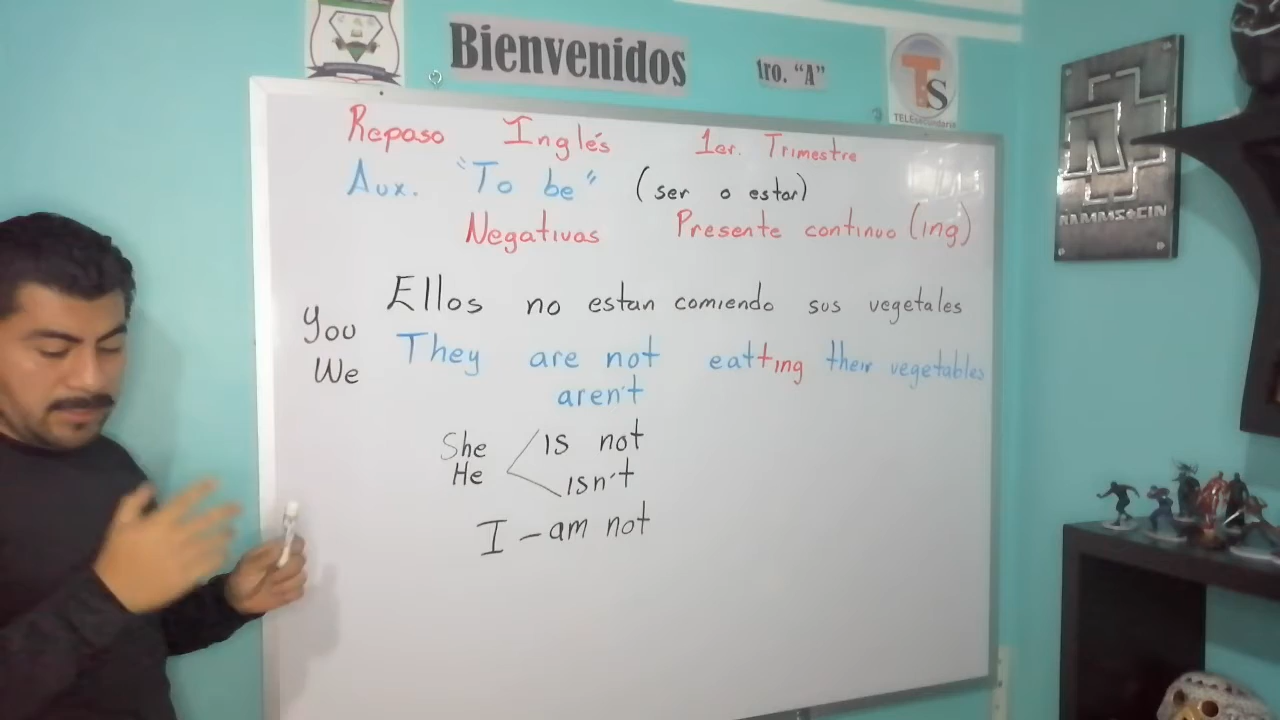 Bienvenidos 1ro. “A”
TS
TELEsecundaria
RAMMSTEIN
Repaso Inglés 1er. Trimestre
Aux. "To be" (ser o estar)
Negativas Presente continuo (ing)
Ellos no estan comiendo sus vegetales
You
We
They are not eatting their vegetables
aren't
She is not
He isn't
I - am not